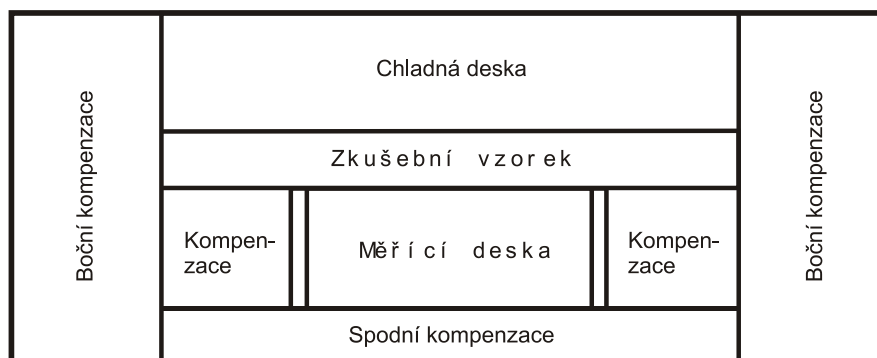 Chladná deska
Boční kompenzace
Zkušební vzorek
Kompen-
zace
Měřící deska
Kompen-
zace
Boční kompenzace
Spodní kompenzace